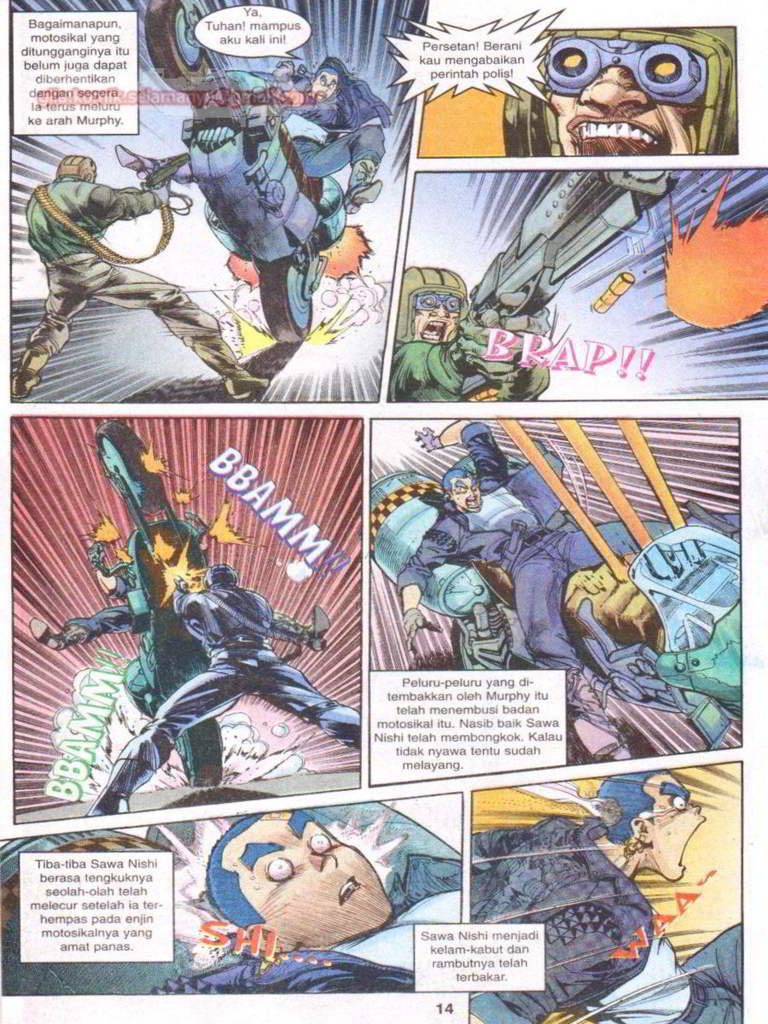 Bagaimanapun,
motosikal yang
ditungganginya itu
belum juga dapat
diberhentikan
dengan segera.
Ia terus meluru
ke arah Murphy.
Ya,
Tuhan! mampus
aku kali ini!
Persetan! Berani
kau mengabaikan
perintah polis!
BRAP!!
BBAMM!!
BBAMM!!
Peluru-peluru yang di-
tembakkan oleh Murphy itu
telah menembusi badan
motosikal itu. Nasib baik Sawa
Nishi telah membongkok. Kalau
tidak nyawa tentu sudah
melayang.
Tiba-tiba Sawa Nishi
berasa tengkuknya
seolah-olah telah
melecur setelah ia ter-
hempas pada enjin
motosikalnya yang
amat panas.
SHI....
Sawa Nishi menjadi
kelam-kabut dan
rambutnya telah
terbakar.
WAA~
14